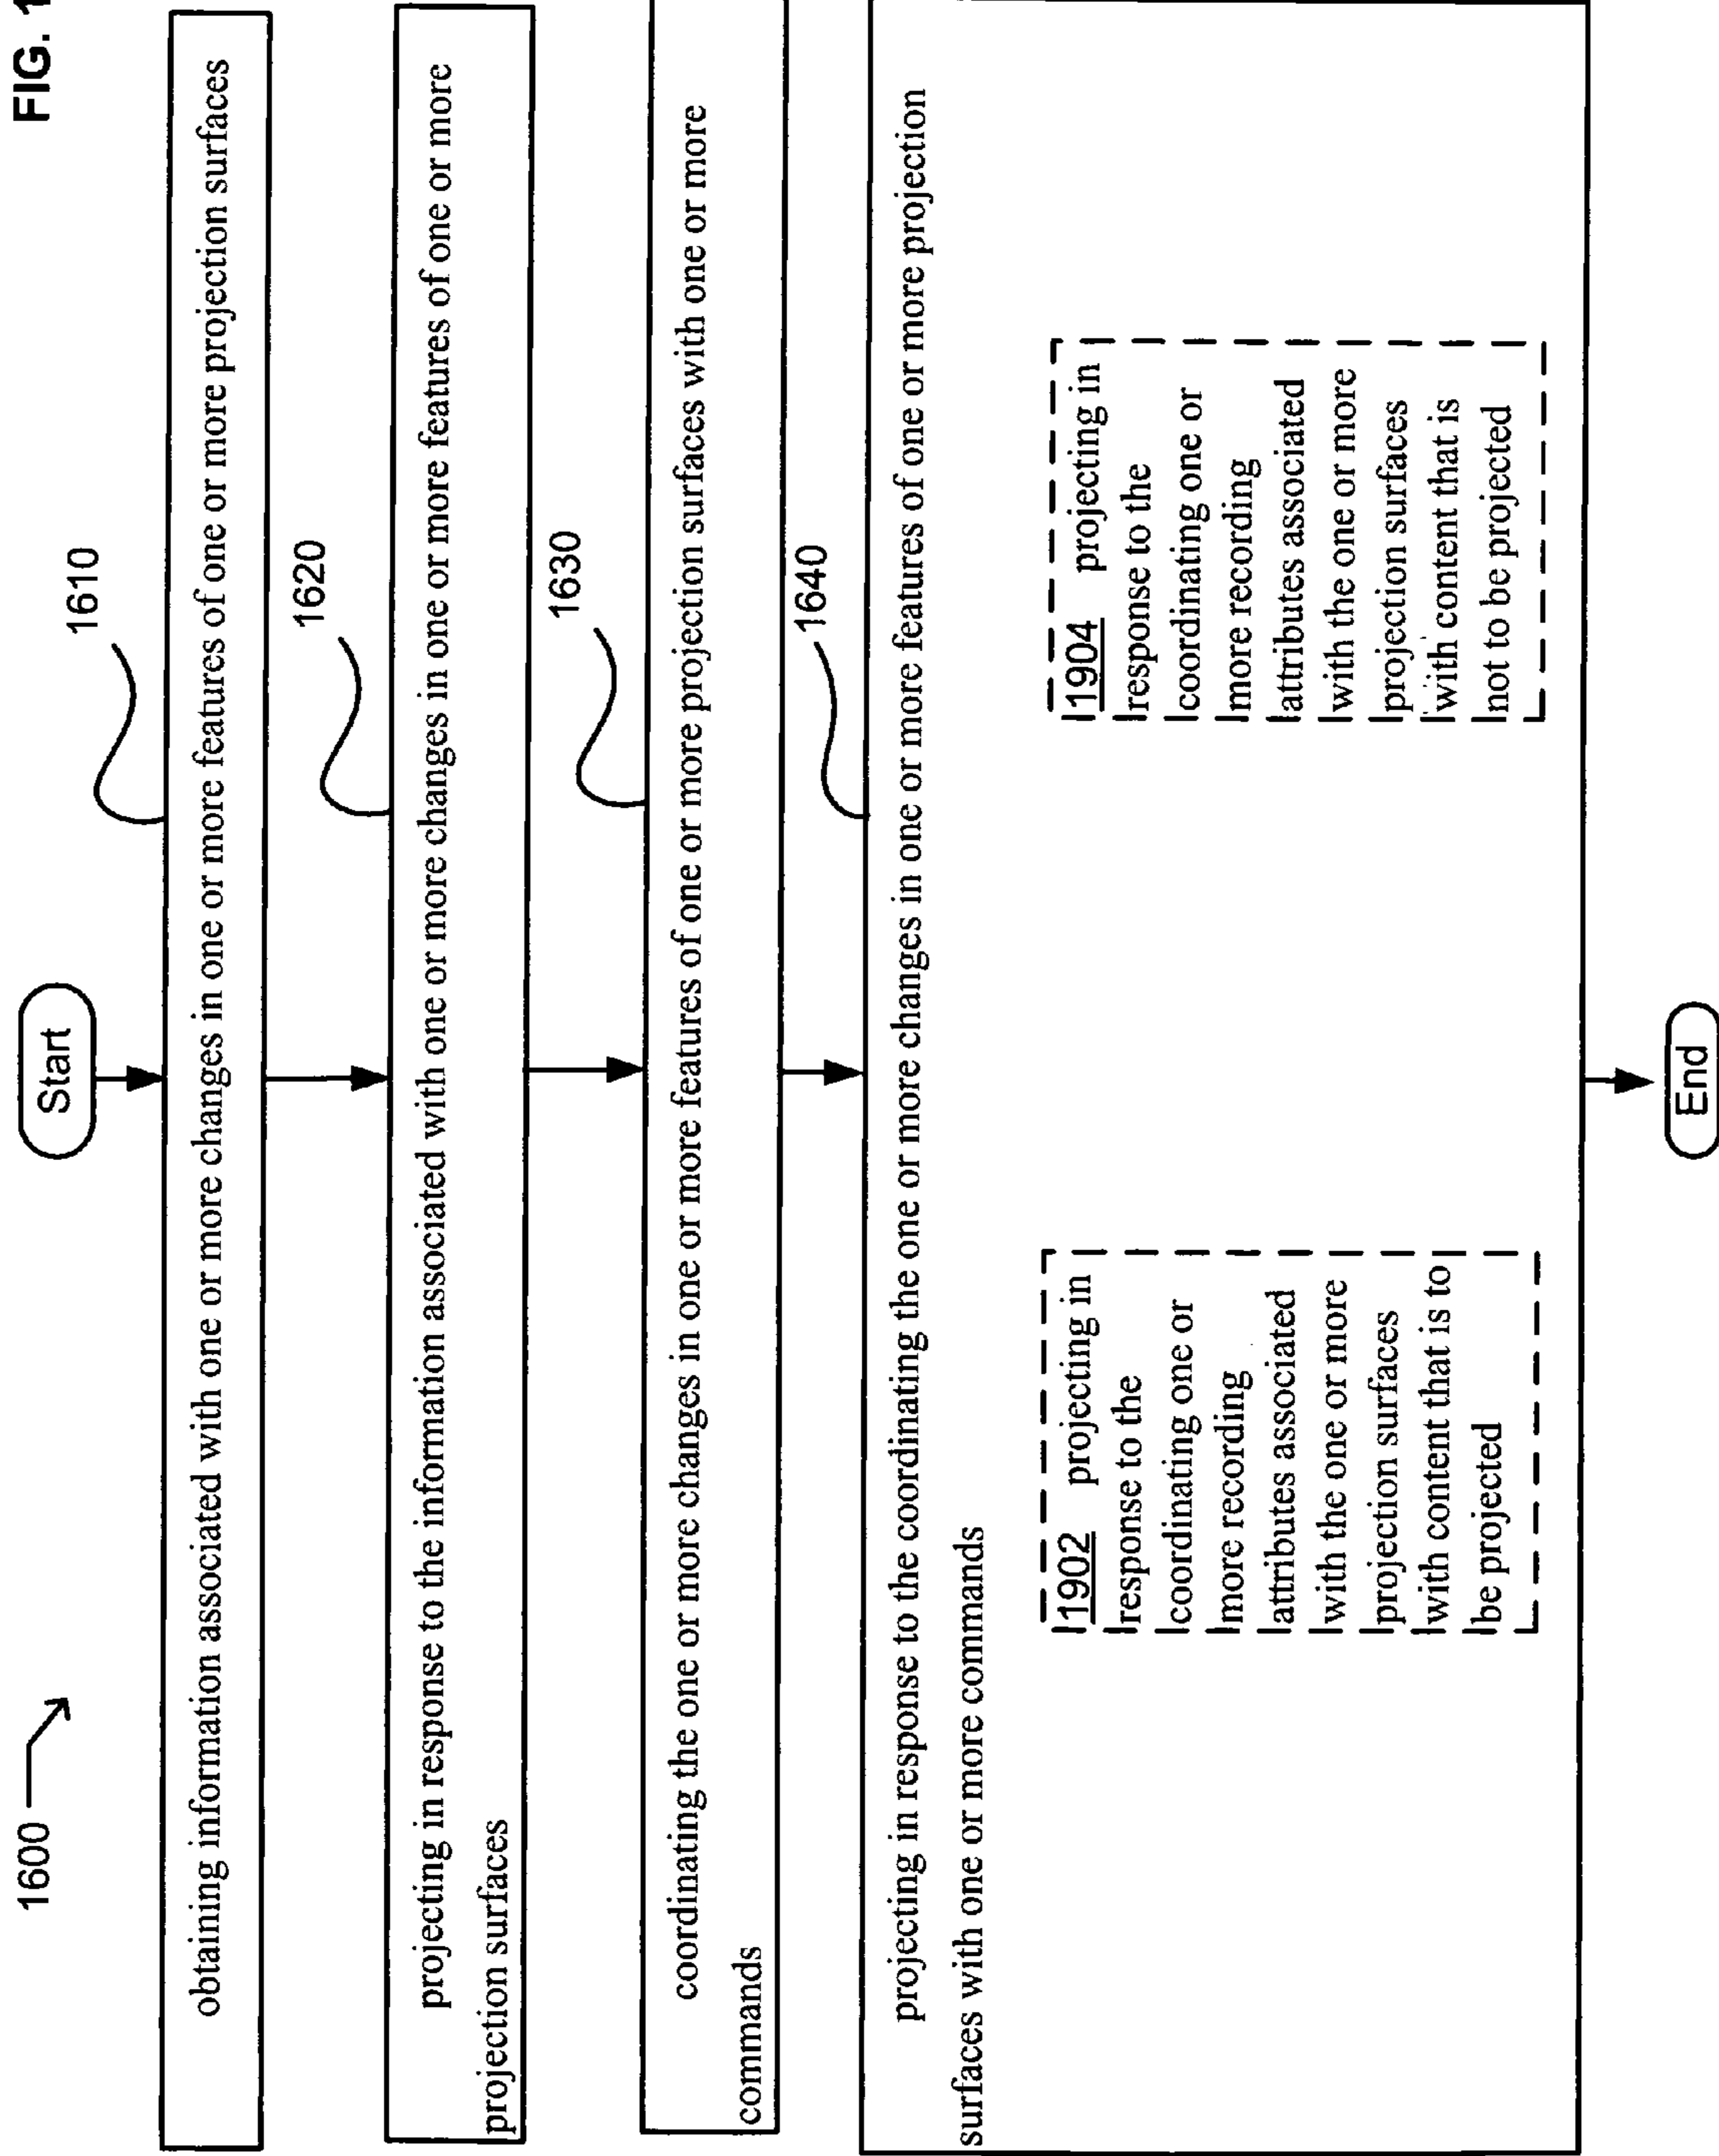 FIG. 1
1600
Start
1610
obtaining information associated with one or more changes in one or more features of one or more projection surfaces
1620
projecting in response to the information associated with one or more changes in one or more features of one or more
projection surfaces
1630
coordinating the one or more changes in one or more features of one or more projection surfaces with one or more
commands
1640
projecting in response to the coordinating the one or more changes in one or more features of one or more projection
surfaces with one or more commands
1902 projecting in
response to the
coordinating one or
more recording
attributes associated
with the one or more
projection surfaces
with content that is to
be projected
1904 projecting in
response to the
coordinating one or
more recording
attributes associated
with the one or more
projection surfaces
with content that is
not to be projected
End